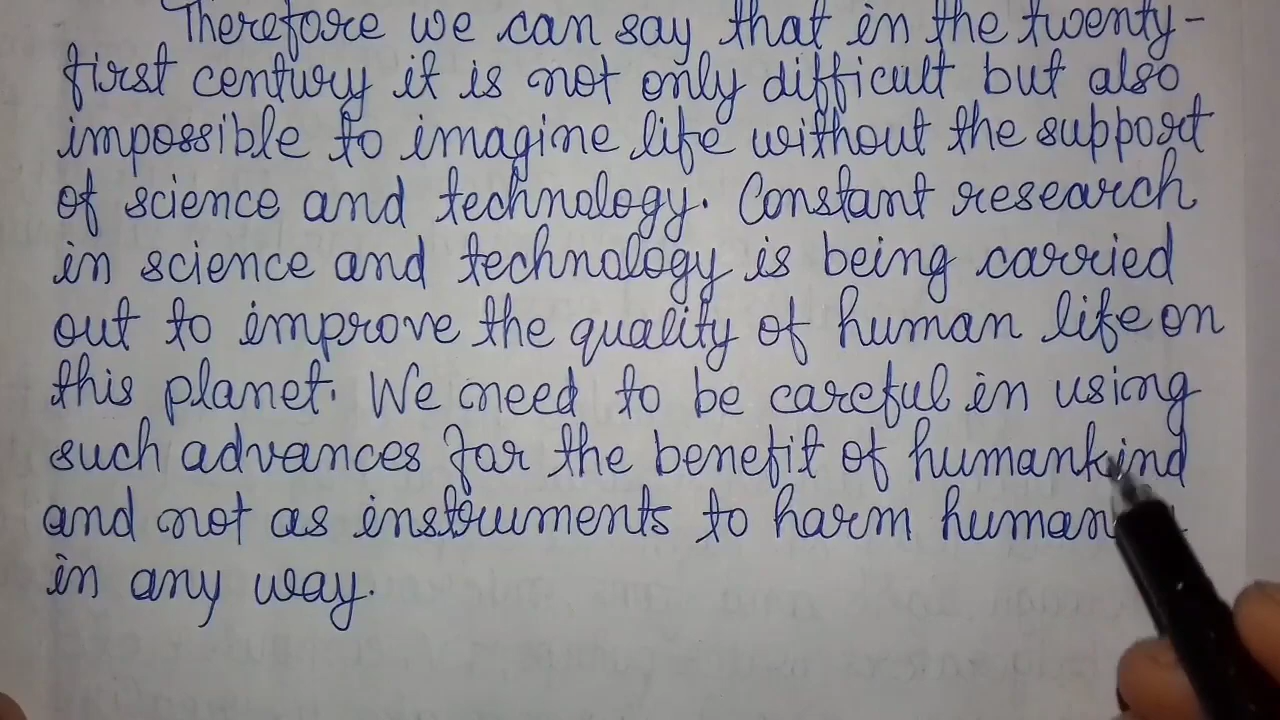 Therefore we can say that in the twenty-
first century it is not only difficult but also
impossible to imagine life without the support
of science and technology. Constant research
in science and technology is being carried
out to improve the quality of human life on
this planet. We need to be careful in using
such advances for the benefit of humankind
and not as instruments to harm human
in any way.